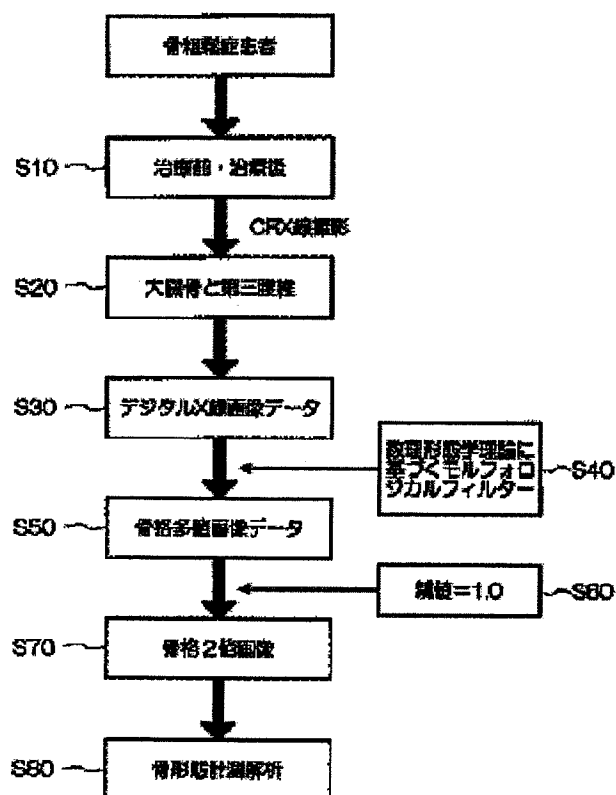 骨粗鬆症患者
S10
治療前・治療後
CRX線撮影
S20
大腿骨と第三腰椎
S30
デジタルX線画像データ
数理形態学理論に
基づくモルフォロ
ジカルフィルター
S40
S50
骨格多値画像データ
閾値=1.0
S60
S70
骨格2値画像
S80
骨形態計測解析